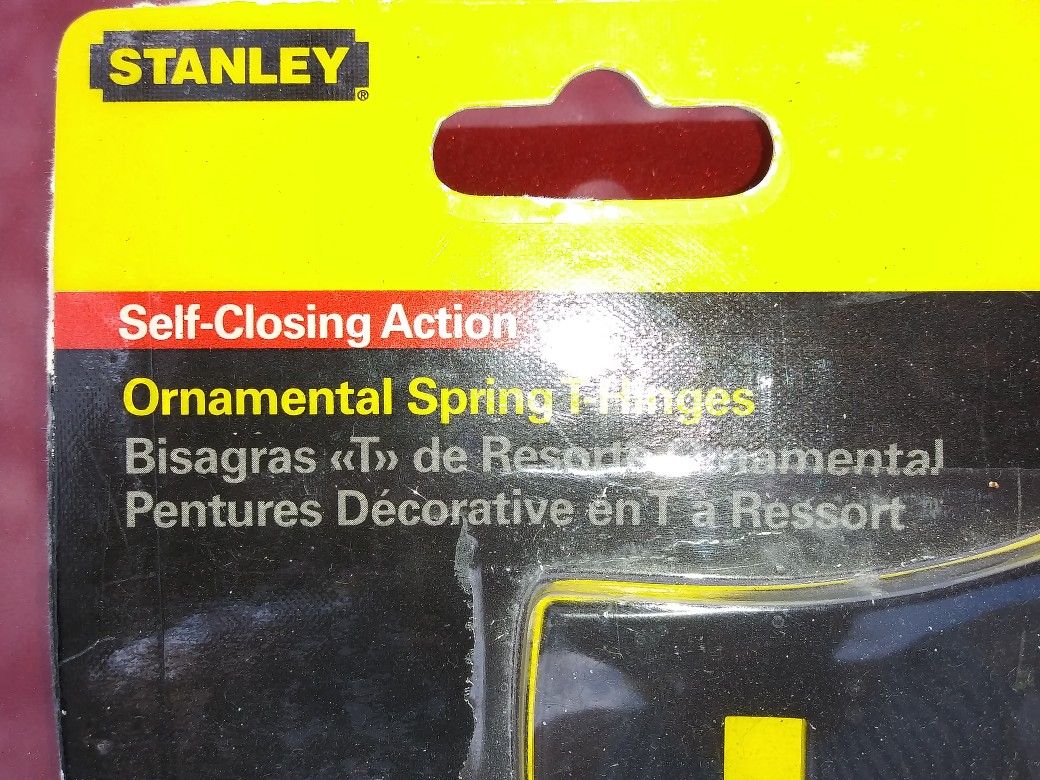 STANLEY®
Self-Closing Action
Ornamental Spring T-Hinges
Bisagras «T» de Resorte Ornamental
Pentures Décorative en T à Ressort